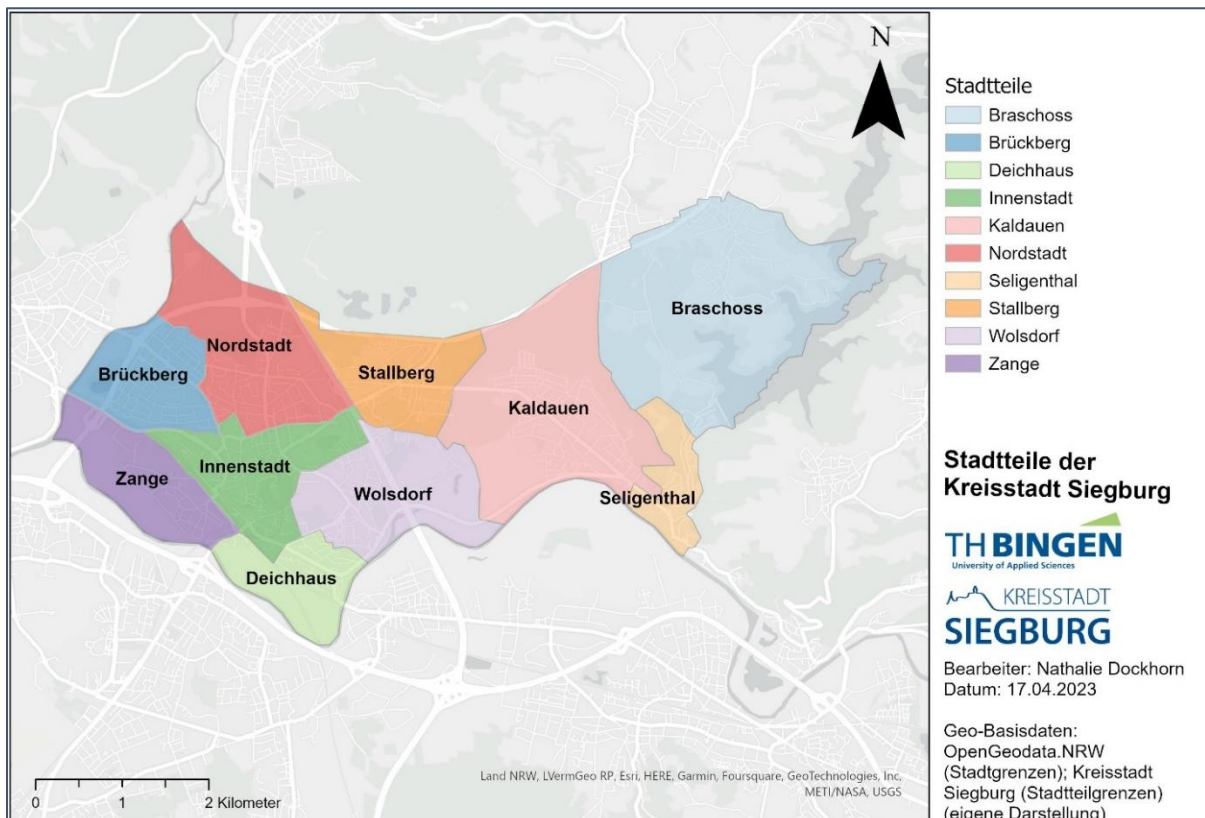 N
Nordstadt
Brückberg
Stallberg
Braschoss
Kaldauen
Innenstadt
Zange
Wolsdorf
Seligenthal
Deichhaus
0 1 2 Kilometer
Land NRW, LVermGeo RP, Esri, HERE, Garmin, Foursquare, GeoTechnologies, Inc,
METI/NASA, USGS
Stadtteile
Braschoss
Brückberg
Deichhaus
Innenstadt
Kaldauen
Nordstadt
Seligenthal
Stallberg
Wolsdorf
Zange
Stadtteile der
Kreisstadt Siegburg
TH BINGEN
University of Applied Sciences
KREISSTADT
SIEGBURG
Bearbeiter: Nathalie Dockhorn
Datum: 17.04.2023
Geo-Basisdaten:
OpenGeodata.NRW
(Stadtgrenzen); Kreisstadt
Siegburg (Stadtteilgrenzen)
(eigene Darstellung)